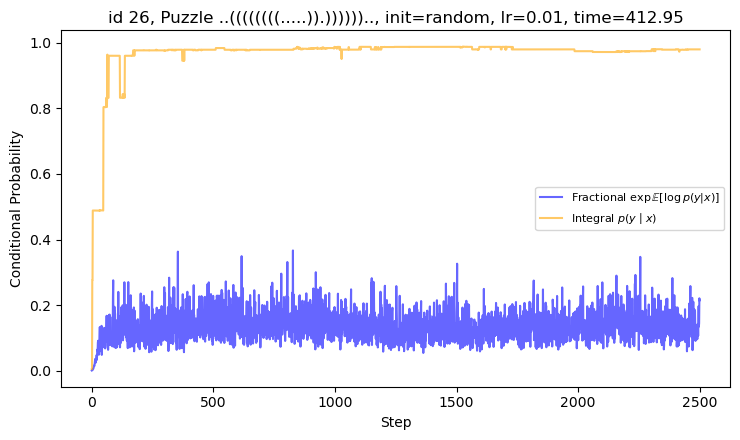 id 26, Puzzle ..((((((((.....)).))))))..,  init=random, lr=0.01, time=412.95
Conditional Probability
1.0
0.8
0.6
0.4
0.2
0.0
Fractional exp𝔼[log p(y|x)]
Integral p(y | x)
0 500 1000 1500 2000 2500
Step